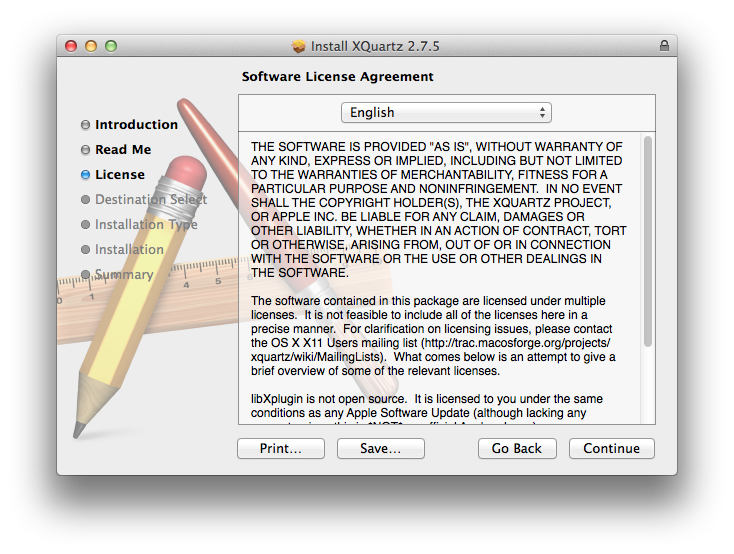 Install XQuartz 2.7.5
Software License Agreement
Introduction
Read Me
License
Destination Select
Installation Type
Installation
Summary
English
THE SOFTWARE IS PROVIDED "AS IS", WITHOUT WARRANTY OF
ANY KIND, EXPRESS OR IMPLIED, INCLUDING BUT NOT LIMITED
TO THE WARRANTIES OF MERCHANTABILITY, FITNESS FOR A
PARTICULAR PURPOSE AND NONINFRINGEMENT.  IN NO EVENT
SHALL THE COPYRIGHT HOLDER(S), THE XQUARTZ PROJECT,
OR APPLE INC. BE LIABLE FOR ANY CLAIM, DAMAGES OR
OTHER LIABILITY, WHETHER IN AN ACTION OF CONTRACT, TORT
OR OTHERWISE, ARISING FROM, OUT OF OR IN CONNECTION
WITH THE SOFTWARE OR THE USE OR OTHER DEALINGS IN
THE SOFTWARE.
The software contained in this package are licensed under multiple
licenses.  It is not feasible to include all of the licenses here in a
precise manner.  For clarification on licensing issues, please contact
the OS X X11 Users mailing list (http://trac.macosforge.org/projects/
xquartz/wiki/MailingLists).  What comes below is an attempt to give a
brief overview of some of the relevant licenses.
libXplugin is not open source.  It is licensed to you under the same
conditions as any Apple Software Update (although lacking any
0 1 4 5 6
Print...
Save...
Go Back
Continue